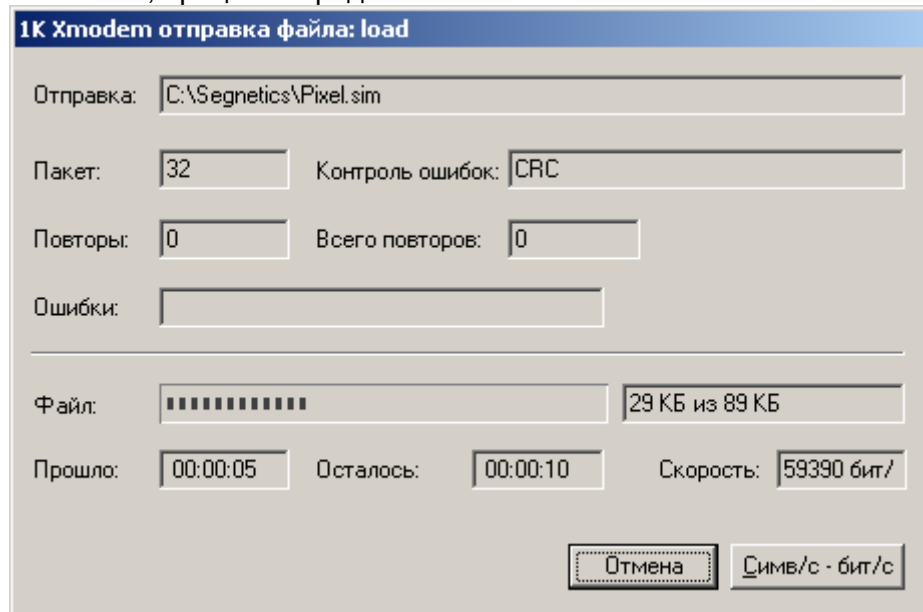 1K Xmodem отправка файла: load
Отправка: C:\Segnetics\Pixel.sim
Пакет: 32 Контроль ошибок: CRC
Повторы: 0 Всего повторов: 0
Ошибки:
Файл: 29 КБ из 89 КБ
Прошло: 00:00:05 Осталось: 00:00:10 Скорость: 59390 бит/
Отмена Симв/с - бит/с